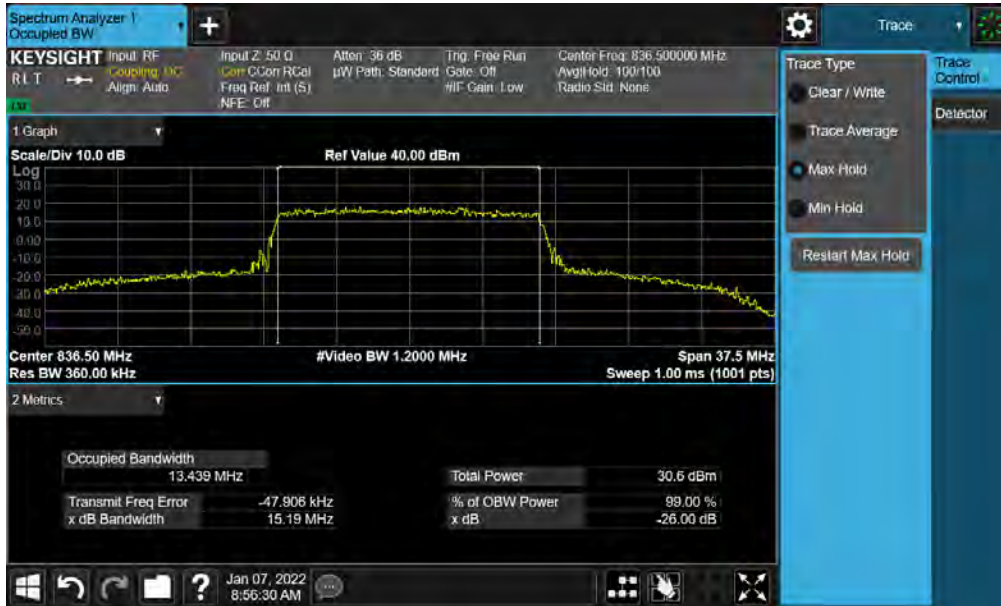 Spectrum Analyzer 1
Occupied BW
+
Trace
KEYSIGHT
RLT
Input: RF
Coupling: DC
Align: Auto
Input Z: 50 Ω
Corr CCorr RCal
Freq Ref: Int (S)
NFE: Off
Atten: 36 dB
µW Path: Standard
Trig: Free Run
Gate: Off
#IF Gain: Low
Center Freq: 836.500000 MHz
Avg|Hold: 100/100
Radio Std: None
1 Graph
Scale/Div 10.0 dB
Ref Value 40.00 dBm
Log
30.0
20.0
10.0
0.00
-10.0
-20.0
-30.0
-40.0
-50.0
Center 836.50 MHz
#Video BW 1.2000 MHz
Span 37.5 MHz
Res BW 360.00 kHz
Sweep 1.00 ms (1001 pts)
2 Metrics
Occupied Bandwidth
13.439 MHz
Total Power
30.6 dBm
Transmit Freq Error
-47.906 kHz
% of OBW Power
99.00 %
x dB Bandwidth
15.19 MHz
x dB
-26.00 dB
Trace Type
Clear / Write
Trace Average
Max Hold
Min Hold
Restart Max Hold
Trace
Control
Detector
?
Jan 07, 2022
8:56:30 AM